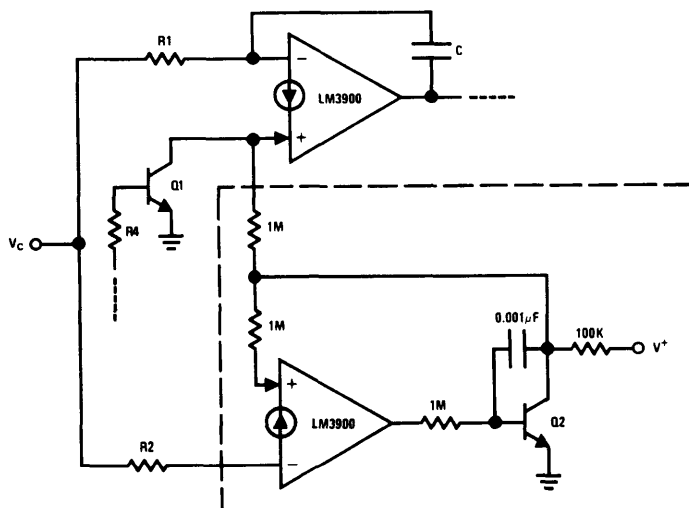 R1
C
−
LM3900
+
Q1
R4
1M
VC
0.001μF
1M
100K
V+
+
LM3900
1M
Q2
R2
−